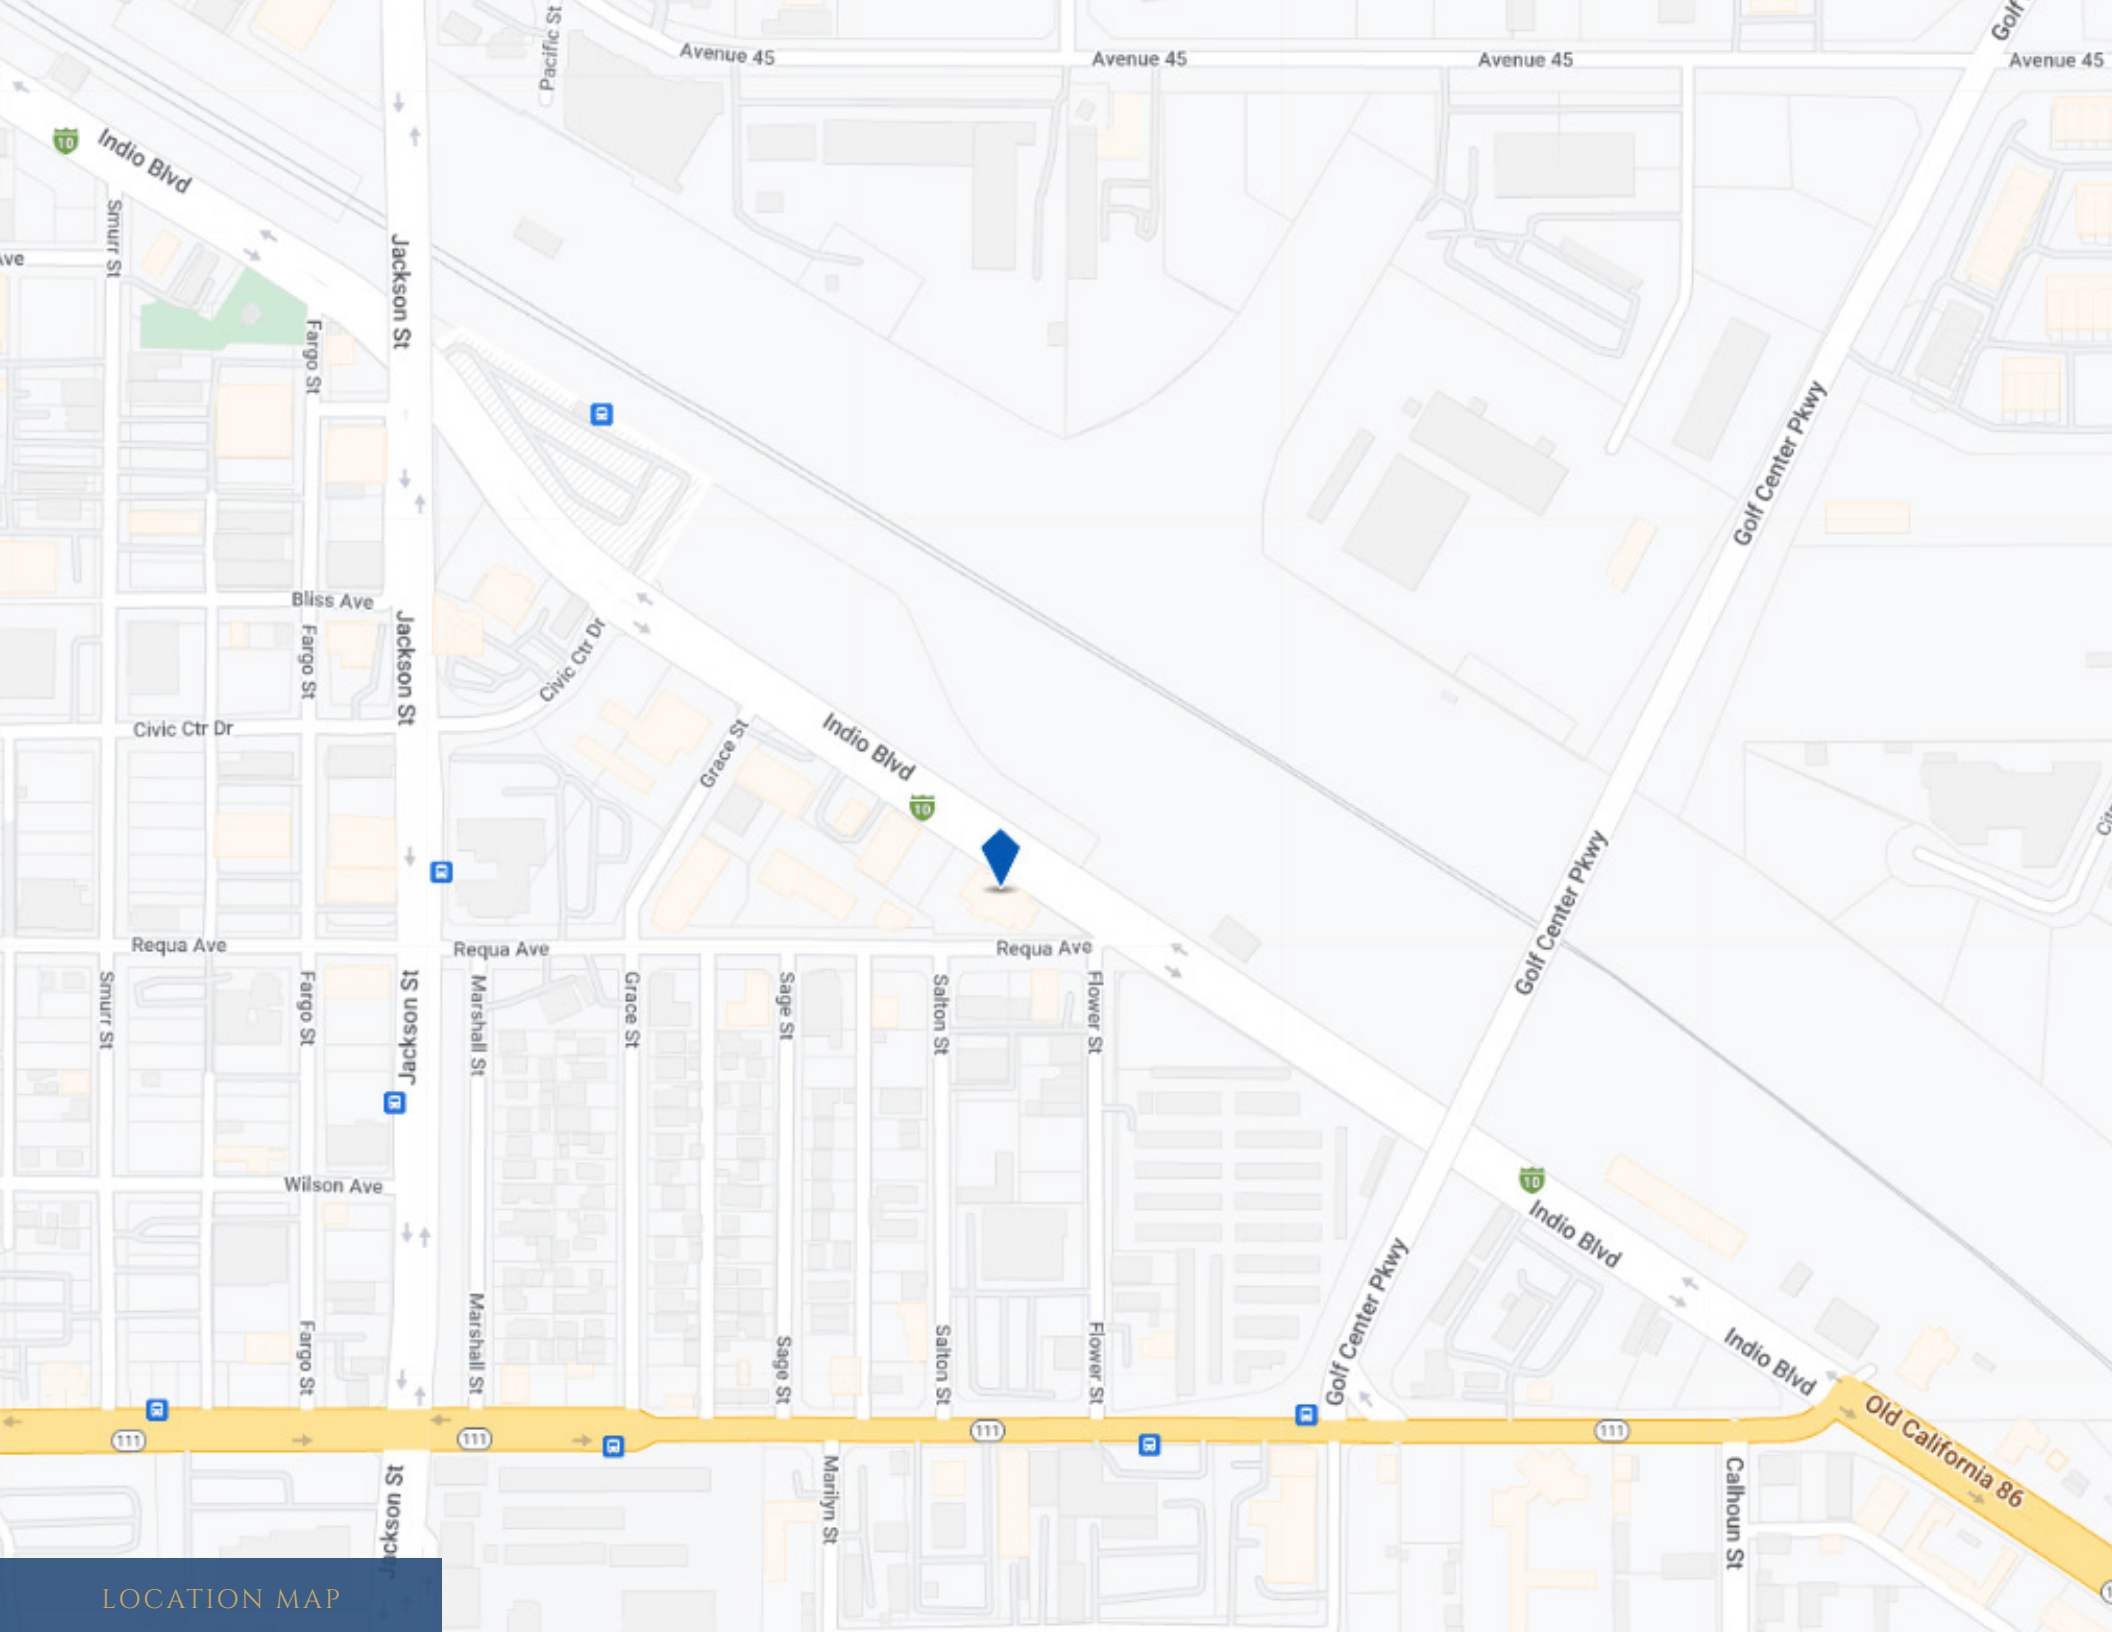 Pacific St
Avenue 45
Avenue 45
Avenue 45
Avenue 45
Golf
10
Indio Blvd
Smurr St
Jackson St
Ave
Fargo St
Golf Center Pkwy
Bliss Ave
Fargo St
Jackson St
Civic Ctr Dr
Civic Ctr Dr
Grace St
Indio Blvd
10
Golf Center Pkwy
Requa Ave
Requa Ave
Requa Ave
Smurr St
Fargo St
Jackson St
Marshall St
Grace St
Sage St
Salton St
Flower St
Wilson Ave
10
Indio Blvd
Golf Center Pkwy
Fargo St
Marshall St
Sage St
Salton St
Flower St
Indio Blvd
111
111
111
111
Old California 86
Jackson St
Marilyn St
Calhoun St
LOCATION MAP